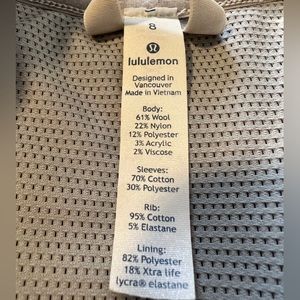 8
lululemon
Designed in
Vancouver
Made in Vietnam
Body:
61% Wool
22% Nylon
12% Polyester
3% Acrylic
2% Viscose
Sleeves:
70% Cotton
30% Polyester
Rib:
95% Cotton
5% Elastane
Lining:
82% Polyester
18% Xtra life
lycra® elastane